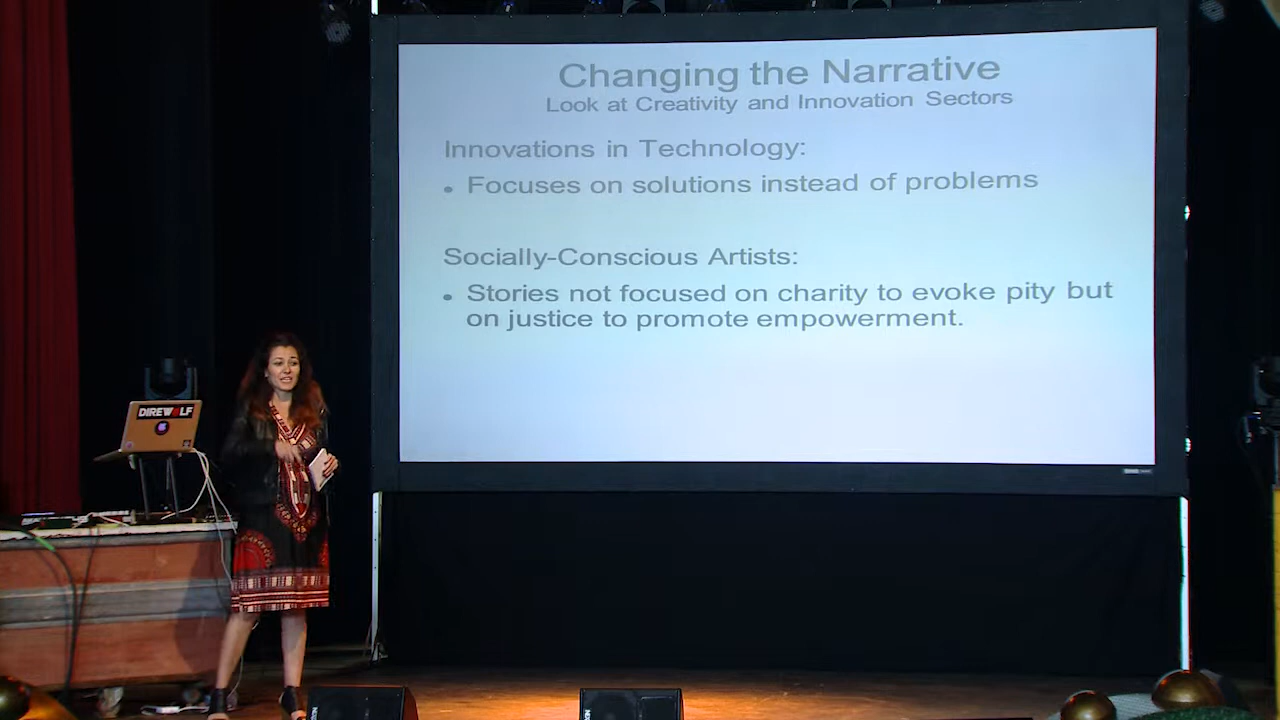 Changing the Narrative
Look at Creativity and Innovation Sectors
Innovations in Technology:
• Focuses on solutions instead of problems
Socially-Conscious Artists:
• Stories not focused on charity to evoke pity but
on justice to promote empowerment.
DIREWOLF